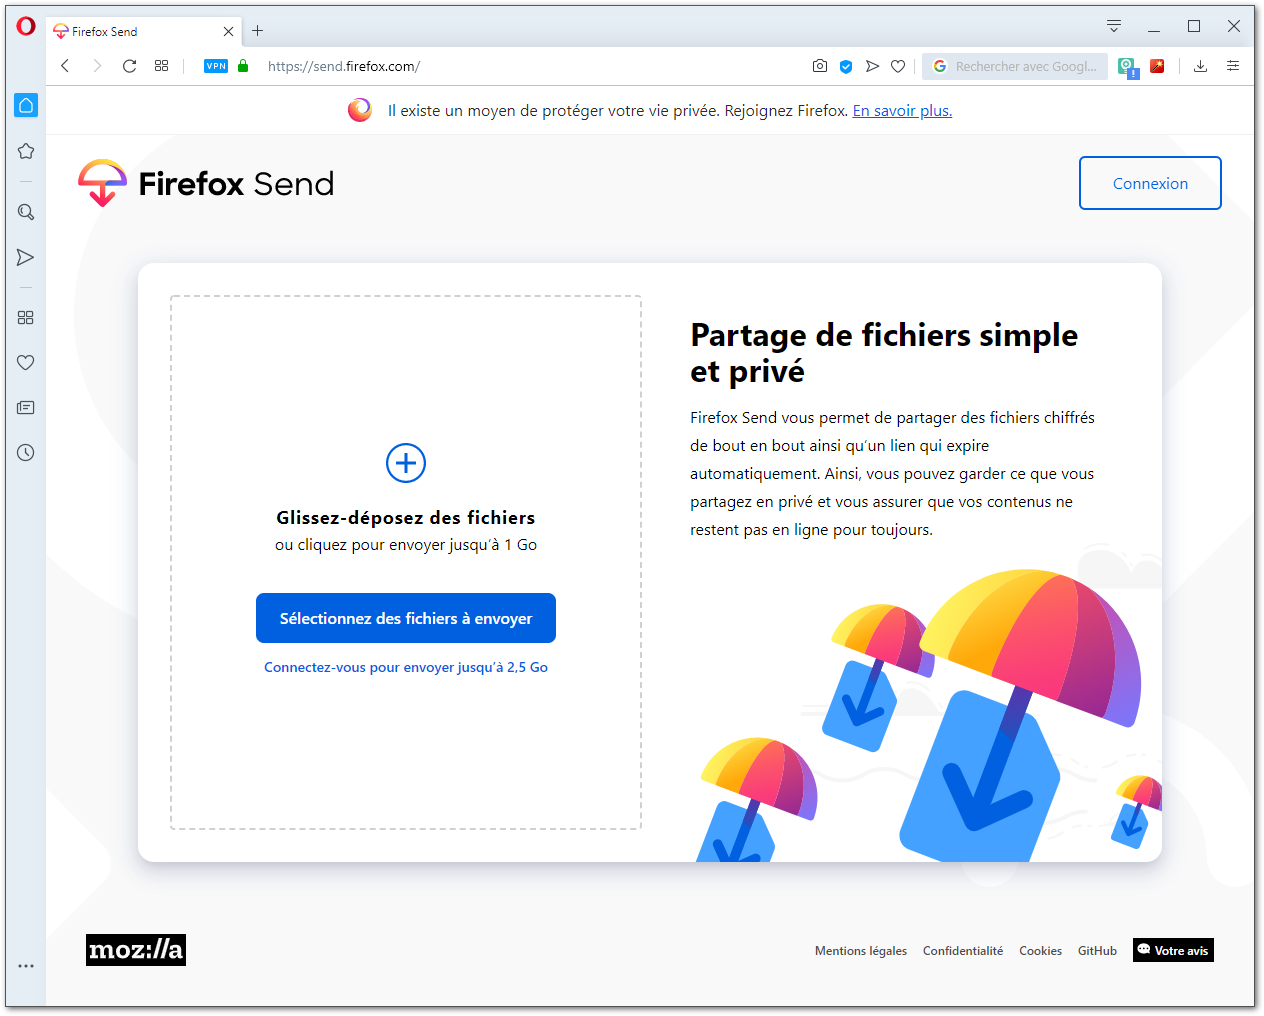 Firefox Send
VPN
https://send.firefox.com/
Rechercher avec Googl...
Il existe un moyen de protéger votre vie privée. Rejoignez Firefox. En savoir plus.
Firefox Send
Connexion
Glissez-déposez des fichiers
ou cliquez pour envoyer jusqu'à 1 Go
Sélectionnez des fichiers à envoyer
Connectez-vous pour envoyer jusqu'à 2,5 Go
Partage de fichiers simple
et privé
Firefox Send vous permet de partager des fichiers chiffrés
de bout en bout ainsi qu'un lien qui expire
automatiquement. Ainsi, vous pouvez garder ce que vous
partagez en privé et vous assurer que vos contenus ne
restent pas en ligne pour toujours.
moz://a
Mentions légales Confidentialité Cookies GitHub Votre avis